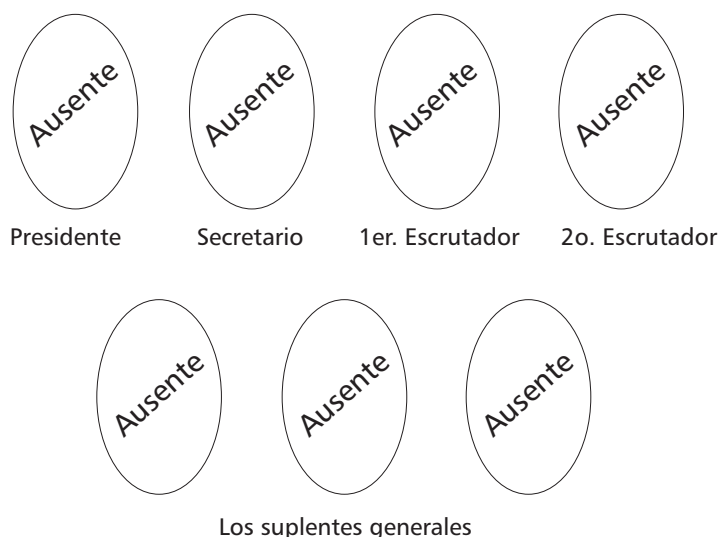 Ausente Ausente Ausente Ausente
Presidente Secretario 1er. Escrutador 2o. Escrutador
Ausente Ausente Ausente
Los suplentes generales